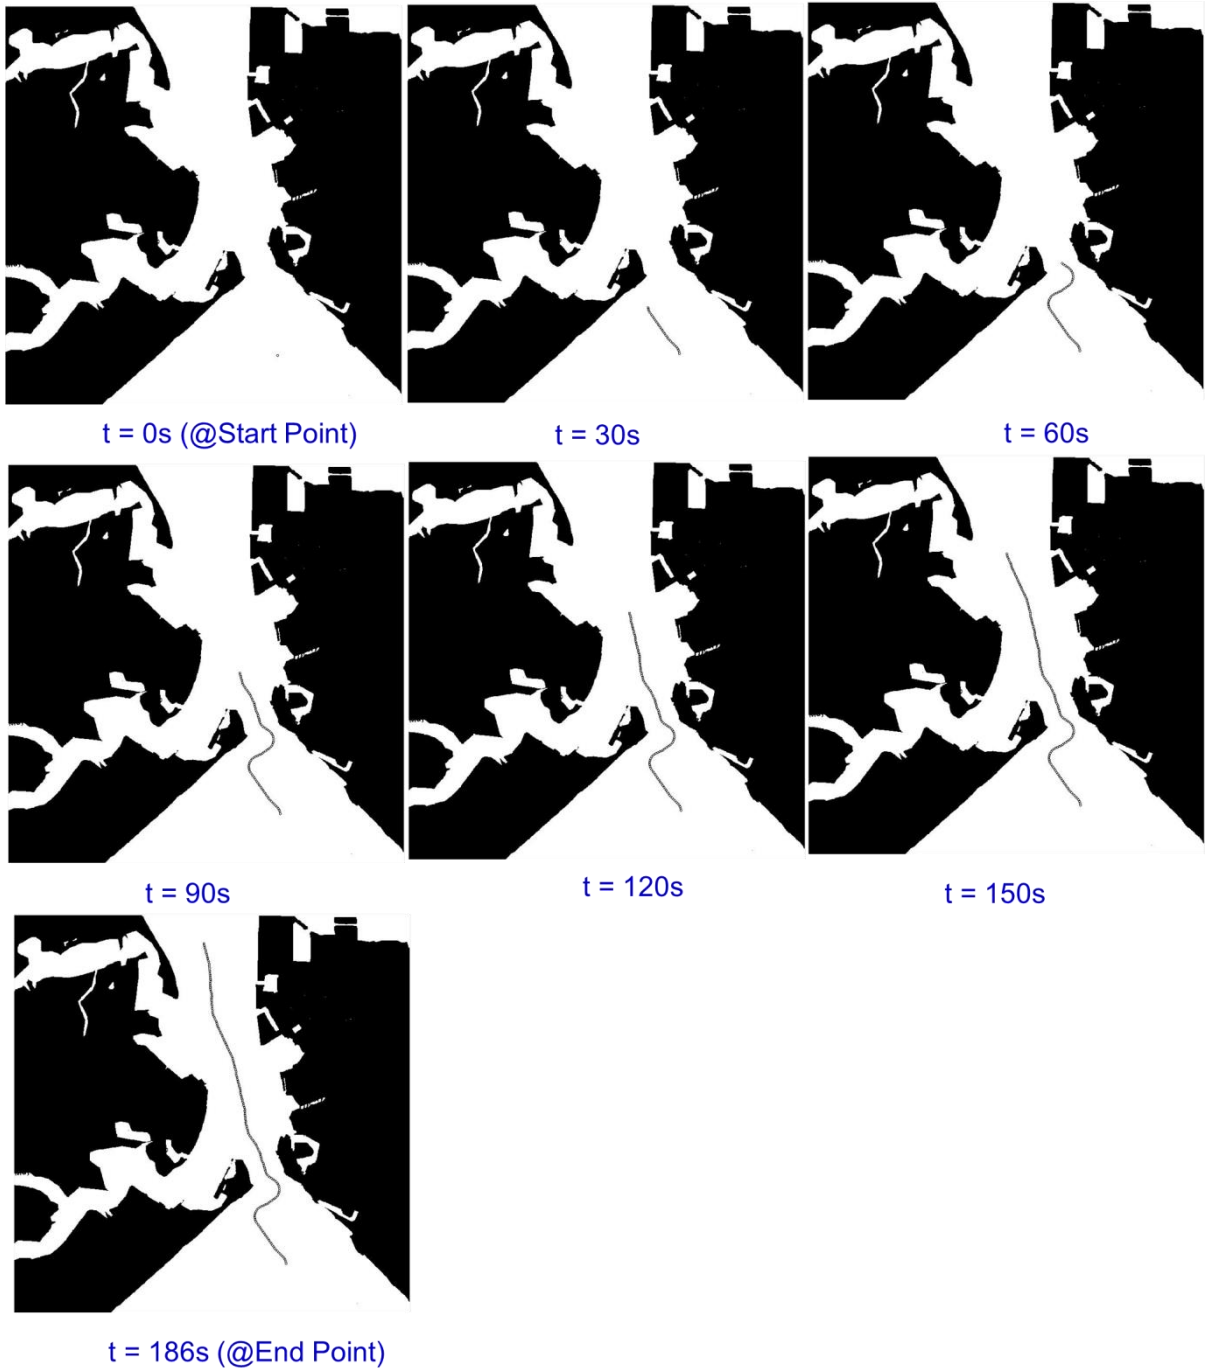 t = 0s (@Start Point)
t = 30s
t = 60s
t = 90s
t = 120s
t = 150s
t = 186s (@End Point)